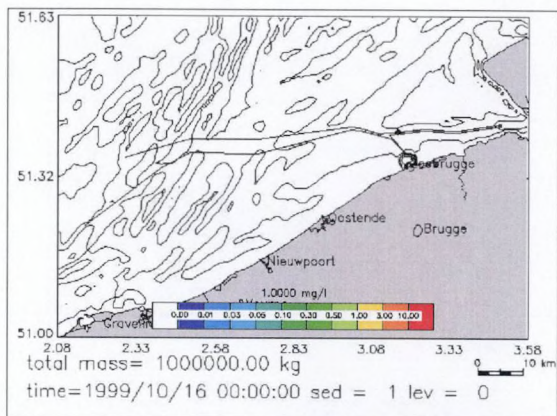 51.63
51.32
Oostende
Brugge
Nieuwpoort
1.0000 mg/l
0.00 0.01 0.03 0.05 0.10 0.30 0.50 1.00 3.00 10.00
51.00
2.08 2.33 2.58 2.83 3.08 3.33 3.58
total mass= 1000000.00 kg
10 km
time=1999/10/16 00:00:00 sed = 1 lev = 0